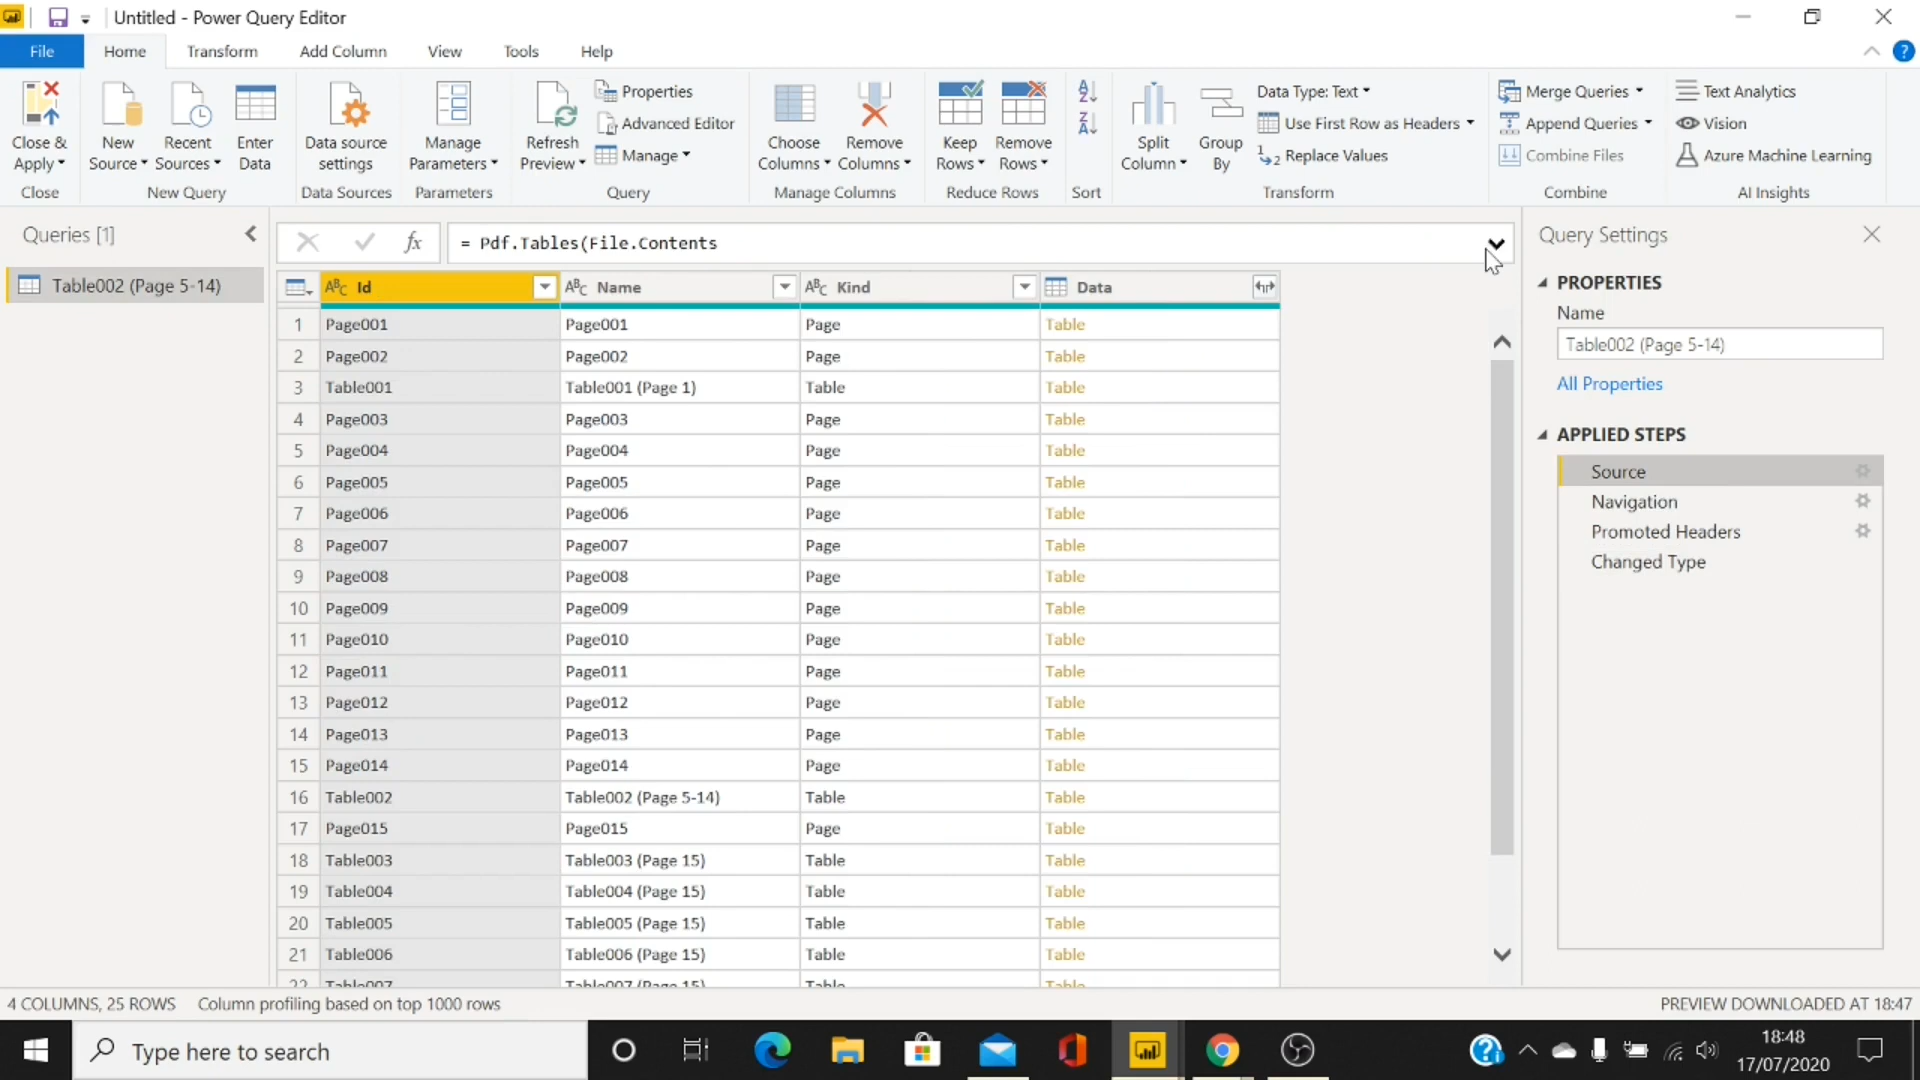 Untitled - Power Query Editor
File Home Transform Add Column View Tools Help
Close & Apply
Close
New Source
Recent Sources
Enter Data
New Query
Data source settings
Data Sources
Manage Parameters
Parameters
Refresh Preview
Properties
Advanced Editor
Manage
Query
Choose Columns
Remove Columns
Manage Columns
Keep Rows
Remove Rows
Reduce Rows
Sort
Split Column
Group By
Data Type: Text
Use First Row as Headers
Replace Values
Transform
Merge Queries
Append Queries
Combine Files
Combine
Text Analytics
Vision
Azure Machine Learning
AI Insights
Queries [1]
Table002 (Page 5-14)
fx = Pdf.Tables(File.Contents
Id Name Kind Data
1 Page001 Page001 Page Table
2 Page002 Page002 Page Table
3 Table001 Table001 (Page 1) Table Table
4 Page003 Page003 Page Table
5 Page004 Page004 Page Table
6 Page005 Page005 Page Table
7 Page006 Page006 Page Table
8 Page007 Page007 Page Table
9 Page008 Page008 Page Table
10 Page009 Page009 Page Table
11 Page010 Page010 Page Table
12 Page011 Page011 Page Table
13 Page012 Page012 Page Table
14 Page013 Page013 Page Table
15 Page014 Page014 Page Table
16 Table002 Table002 (Page 5-14) Table Table
17 Page015 Page015 Page Table
18 Table003 Table003 (Page 15) Table Table
19 Table004 Table004 (Page 15) Table Table
20 Table005 Table005 (Page 15) Table Table
21 Table006 Table006 (Page 15) Table Table
22 Table007 Table007 (Page 15) Table Table
Query Settings
PROPERTIES
Name
Table002 (Page 5-14)
All Properties
APPLIED STEPS
Source
Navigation
Promoted Headers
Changed Type
4 COLUMNS, 25 ROWS Column profiling based on top 1000 rows
PREVIEW DOWNLOADED AT 18:47
Type here to search
18:48
17/07/2020